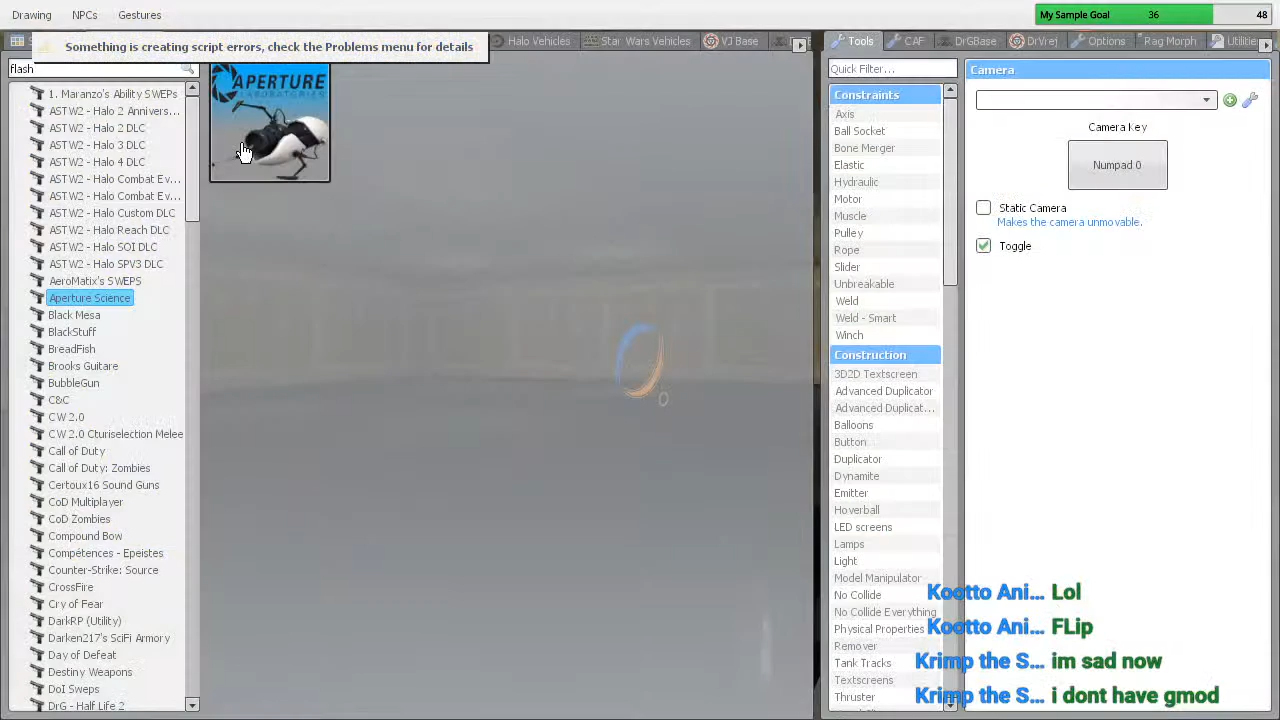 Drawing NPCs Gestures
My Sample Goal 36 48
Something is creating script errors, check the Problems menu for details
Halo Vehicles Star Wars Vehicles VJ Base
Tools CAF DrGBase DrVrej Options Rag Morph Utilitie
flash
APERTURE
LABORATORIES
1. Maranzo's Ability SWEPs
ASTW2 - Halo 2 Annivers...
ASTW2 - Halo 2 DLC
ASTW2 - Halo 3 DLC
ASTW2 - Halo 4 DLC
ASTW2 - Halo Combat Ev...
ASTW2 - Halo Combat Ev...
ASTW2 - Halo Custom DLC
ASTW2 - Halo Reach DLC
ASTW2 - Halo SOI DLC
ASTW2 - Halo SPV3 DLC
AeroMatix's SWEPS
Aperture Science
Black Mesa
BlackStuff
BreadFish
Brooks Guitare
BubbleGun
C&C
CW 2.0
CW 2.0 Cturiselection Melee
Call of Duty
Call of Duty: Zombies
Certoux16 Sound Guns
CoD Multiplayer
CoD Zombies
Compound Bow
Compétences - Epeistes
Counter-Strike: Source
CrossFire
Cry of Fear
DarkRP (Utility)
Darken217's SciFi Armory
Day of Defeat
Destiny Weapons
DoI Sweps
DrG - Half Life 2
Quick Filter...
Constraints
Axis
Ball Socket
Bone Merger
Elastic
Hydraulic
Motor
Muscle
Pulley
Rope
Slider
Unbreakable
Weld
Weld - Smart
Winch
Construction
3D2D Textscreen
Advanced Duplicator
Advanced Duplicat...
Balloons
Button
Duplicator
Dynamite
Emitter
Hoverball
LED screens
Lamps
Light
Model Manipulator
No Collide
No Collide Everything
Physical Properties
Remover
Tank Tracks
Textscreens
Thruster
Camera
Camera Key
Numpad 0
Static Camera
Makes the camera unmovable.
Toggle
Kootto Ani... Lol
Kootto Ani... FLip
Krimp the S... im sad now
Krimp the S... i dont have gmod